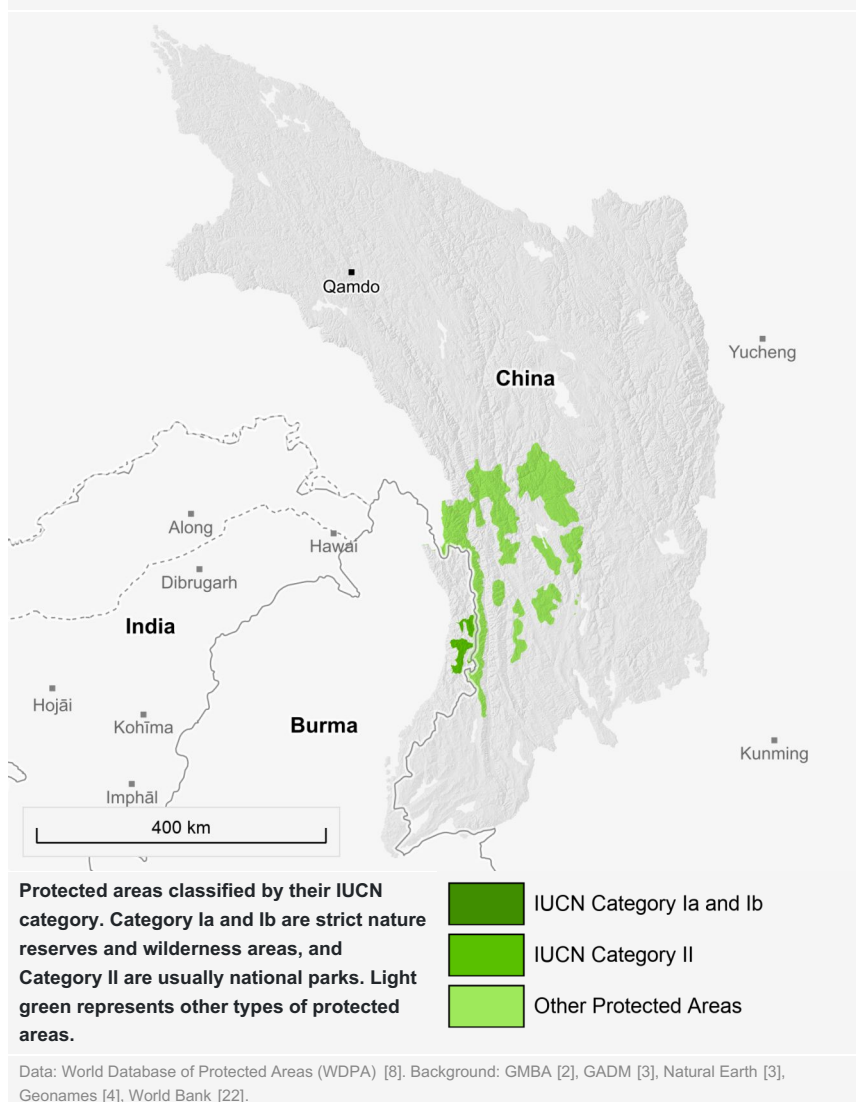 Qamdo
China
Yucheng
Along
Hawai
Dibrugarh
India
Hojāi
Kohīma
Burma
Kunming
Imphāl
400 km
Protected areas classified by their IUCN
category. Category Ia and Ib are strict nature
reserves and wilderness areas, and
Category II are usually national parks. Light
green represents other types of protected
areas.
IUCN Category Ia and Ib
IUCN Category II
Other Protected Areas
Data: World Database of Protected Areas (WDPA) [8]. Background: GMBA [2], GADM [3], Natural Earth [3],
Geonames [4], World Bank [22].